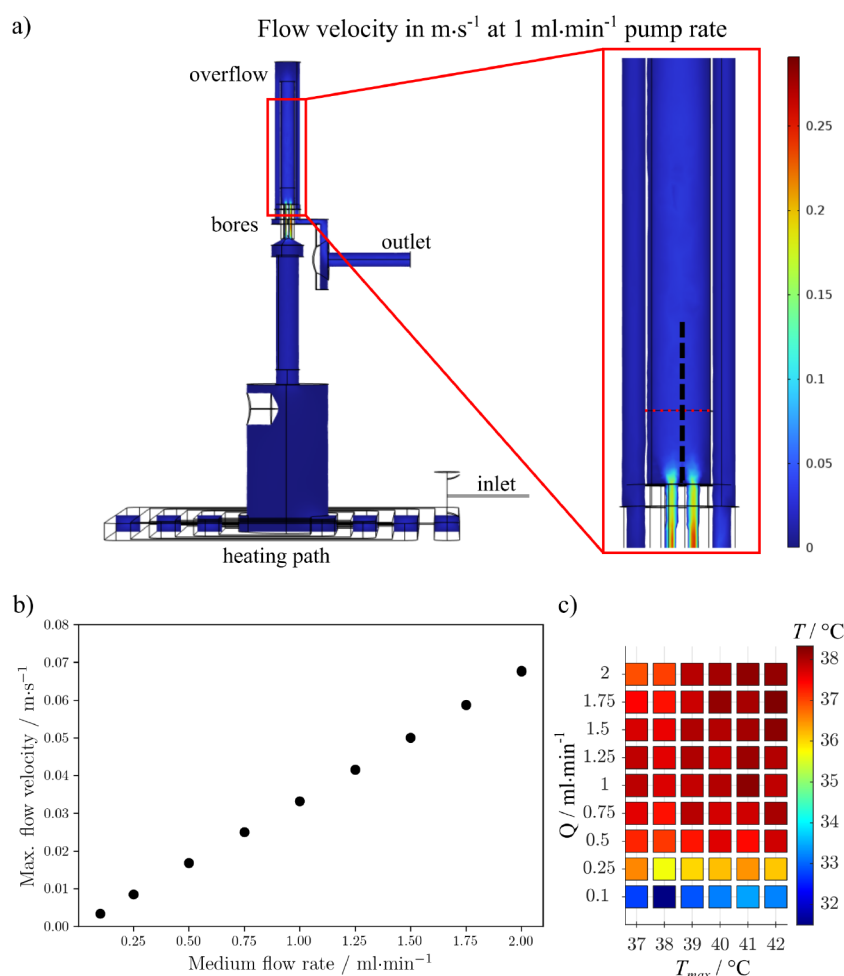 a)
Flow velocity in m·s⁻¹ at 1 ml·min⁻¹ pump rate
overflow
bores
outlet
inlet
heating path
0.25
0.2
0.15
0.1
0.05
0
b)
Max. flow velocity / m·s⁻¹
0.08
0.07
0.06
0.05
0.04
0.03
0.02
0.01
0.00
0.25 0.50 0.75 1.00 1.25 1.50 1.75 2.00
Medium flow rate / ml·min⁻¹
c)
T / °C
Q / ml·min⁻¹
2
1.75
1.5
1.25
1
0.75
0.5
0.25
0.1
37 38 39 40 41 42
Tₘₐₓ / °C
38
37
36
35
34
33
32